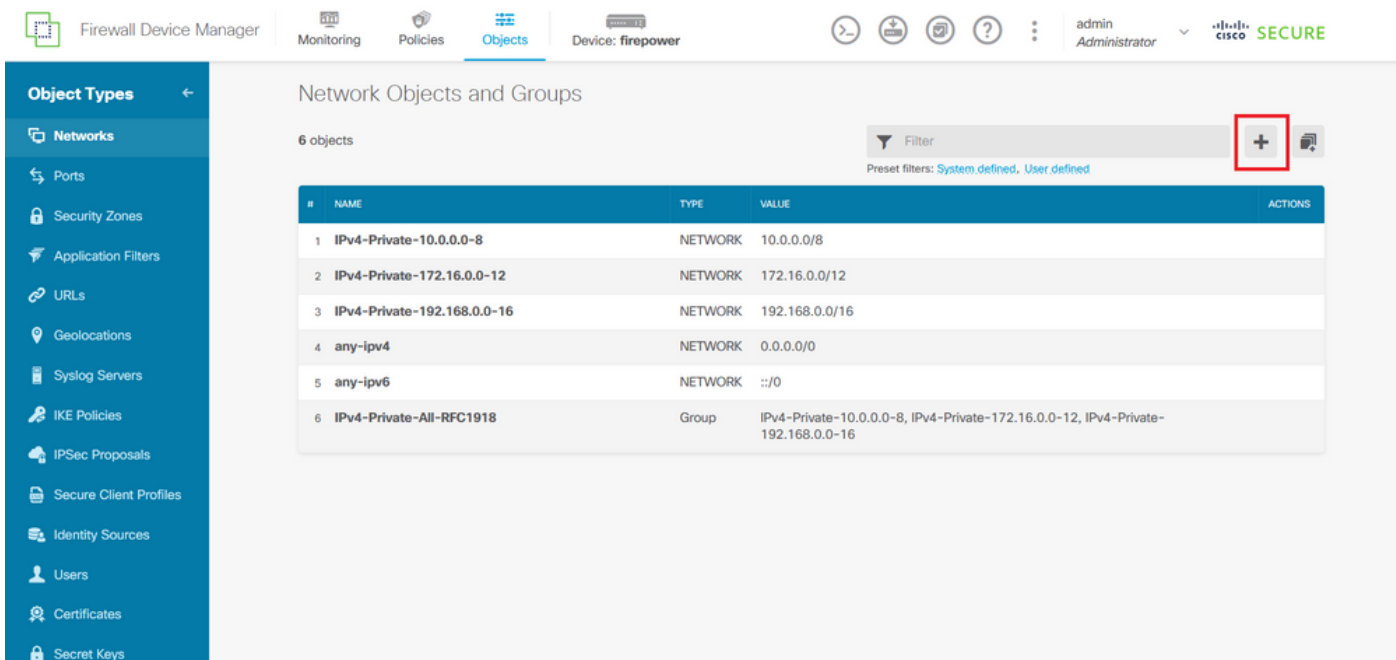 Firewall Device Manager
Monitoring
Policies
Objects
Device: firepower
admin
Administrator
cisco SECURE
Object Types
Networks
Ports
Security Zones
Application Filters
URLs
Geolocations
Syslog Servers
IKE Policies
IPSec Proposals
Secure Client Profiles
Identity Sources
Users
Certificates
Secret Keys
Network Objects and Groups
6 objects
Filter
Preset filters: System defined, User defined
# NAME TYPE VALUE ACTIONS
1 IPv4-Private-10.0.0.0-8 NETWORK 10.0.0.0/8
2 IPv4-Private-172.16.0.0-12 NETWORK 172.16.0.0/12
3 IPv4-Private-192.168.0.0-16 NETWORK 192.168.0.0/16
4 any-ipv4 NETWORK 0.0.0.0/0
5 any-ipv6 NETWORK ::/0
6 IPv4-Private-All-RFC1918 Group IPv4-Private-10.0.0.0-8, IPv4-Private-172.16.0.0-12, IPv4-Private-
192.168.0.0-16